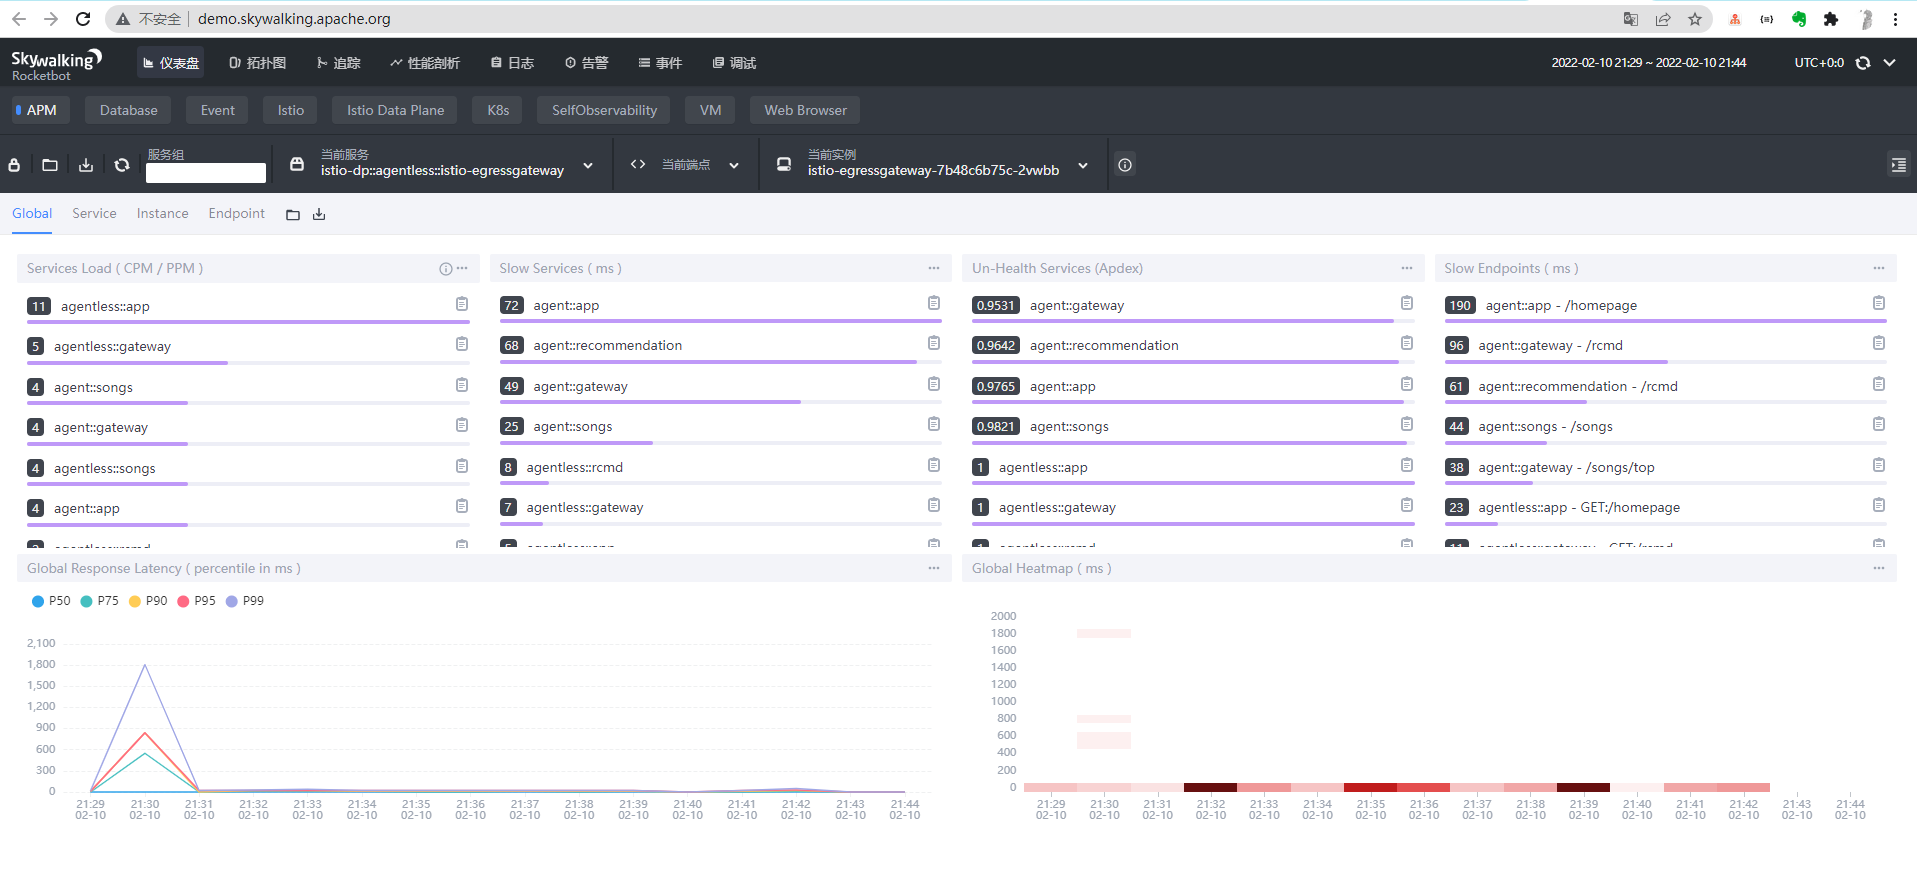 不安全 demo.skywalking.apache.org
Skywalking
Rocketbot
仪表盘 拓扑图 追踪 性能剖析 日志 告警 事件 调试
2022-02-10 21:29 ~ 2022-02-10 21:44 UTC+0:0
APM Database Event Istio Istio Data Plane K8s SelfObservability VM Web Browser
服务组
当前服务
istio-dp::agentless::istio-egressgateway
当前端点
当前实例
istio-egressgateway-7b48c6b75c-2vwbb
Global Service Instance Endpoint
Services Load ( CPM / PPM )
11 agentless::app
5 agentless::gateway
4 agent::songs
4 agent::gateway
4 agentless::songs
4 agent::app
Slow Services ( ms )
72 agent::app
68 agent::recommendation
49 agent::gateway
25 agent::songs
8 agentless::rcmd
7 agentless::gateway
Un-Health Services (Apdex)
0.9531 agent::gateway
0.9642 agent::recommendation
0.9765 agent::app
0.9821 agent::songs
1 agentless::app
1 agentless::gateway
Slow Endpoints ( ms )
190 agent::app - /homepage
96 agent::gateway - /rcmd
61 agent::recommendation - /rcmd
44 agent::songs - /songs
38 agent::gateway - /songs/top
23 agentless::app - GET:/homepage
Global Response Latency ( percentile in ms )
P50 P75 P90 P95 P99
2,100
1,800
1,500
1,200
900
600
300
0
21:29 21:30 21:31 21:32 21:33 21:34 21:35 21:36 21:37 21:38 21:39 21:40 21:41 21:42 21:43 21:44
02-10 02-10 02-10 02-10 02-10 02-10 02-10 02-10 02-10 02-10 02-10 02-10 02-10 02-10 02-10 02-10
Global Heatmap ( ms )
2000
1800
1600
1400
1200
1000
800
600
400
200
0
21:29 21:30 21:31 21:32 21:33 21:34 21:35 21:36 21:37 21:38 21:39 21:40 21:41 21:42 21:43 21:44
02-10 02-10 02-10 02-10 02-10 02-10 02-10 02-10 02-10 02-10 02-10 02-10 02-10 02-10 02-10 02-10